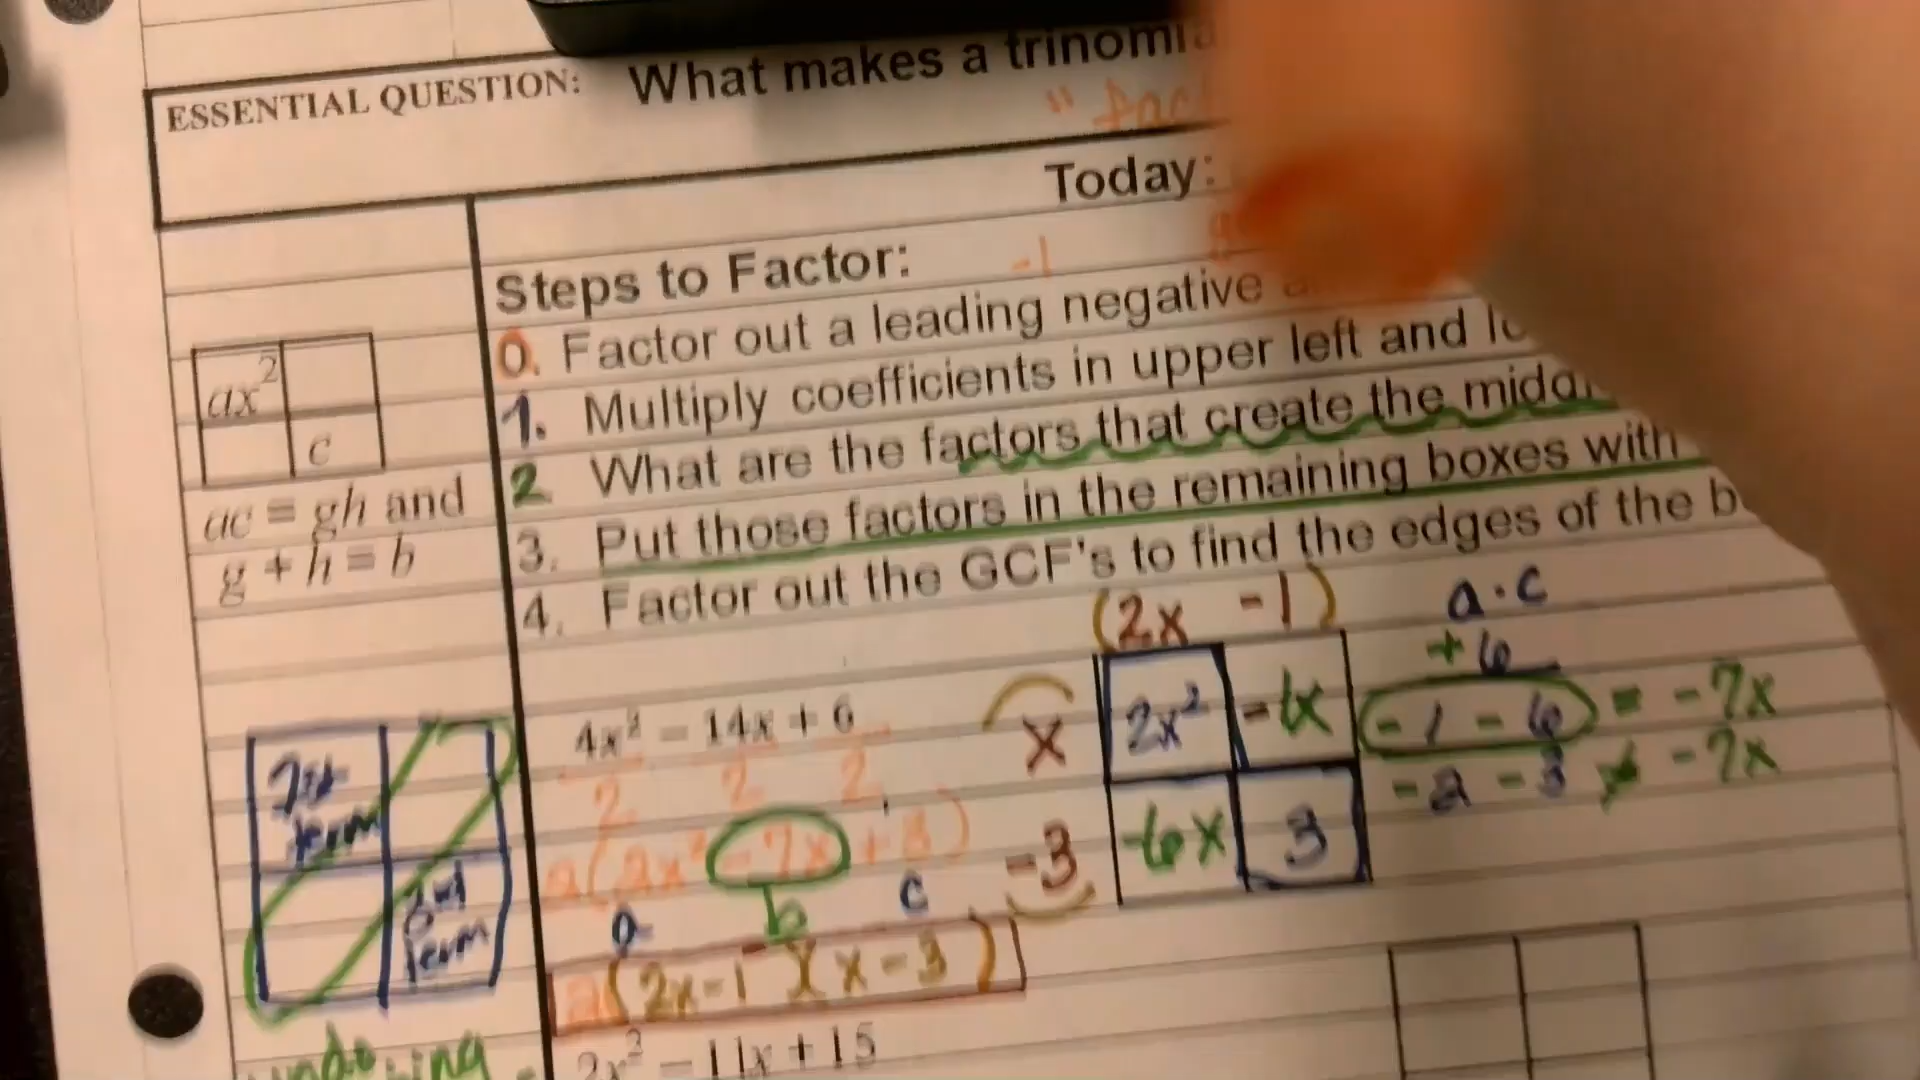 ESSENTIAL QUESTION: What makes a
Today:
Steps to Factor: -1
0. Factor out a leading negative
1. Multiply coefficients in upper left and
2 What are the factors that create the
3. Put those factors in the remaining boxes with
4. Factor out the GCF's to find the edges of the
ax² c
ac = gh and
g + h = b
(2x -1)
x 2x² -1x
-3 -6x 3
a·c
+6
-1 -6 = -7x
-2 -3 ≠ -7x
1st term
term
4x² - 14x + 6
2 2 2
2(2x² - 7x + 3)
a b c
2(2x-1)(x-3)
2x² - 11x + 15